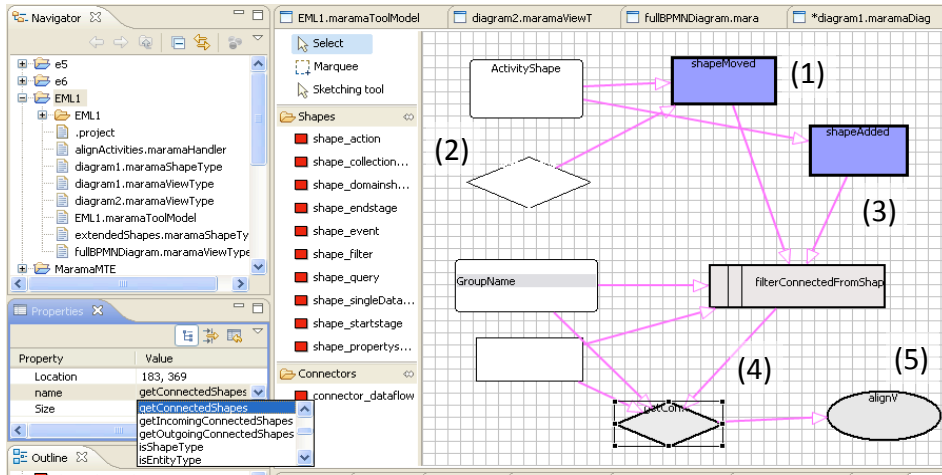 Navigator
e5
e6
EML1
EML1
.project
alignActivities.maramaHandler
diagram1.maramaShapeType
diagram1.maramaViewType
diagram2.maramaViewType
EML1.maramaToolModel
extendedShapes.maramaShapeTy
fullBPMNDiagram.maramaViewType
MaramaMTE
Properties
Property Value
Location 183, 369
name getConnectedShapes
Size
getConnectedShapes
getIncomingConnectedShapes
getOutgoingConnectedShapes
isShapeType
isEntityType
Outline
EML1.maramaToolModel
diagram2.maramaViewT
fullBPMNDiagram.mara
*diagram1.maramaDiag
Select
Marquee
Sketching tool
Shapes
shape_action
shape_collection...
shape_domainsh...
shape_endstage
shape_event
shape_filter
shape_query
shape_singleData...
shape_startstage
shape_propertys...
Connectors
connector_dataflow
ActivityShape
shapeMoved
(1)
shapeAdded
(2)
(3)
GroupName
filterConnectedFromShap
(4)
(5)
getConn
alignV